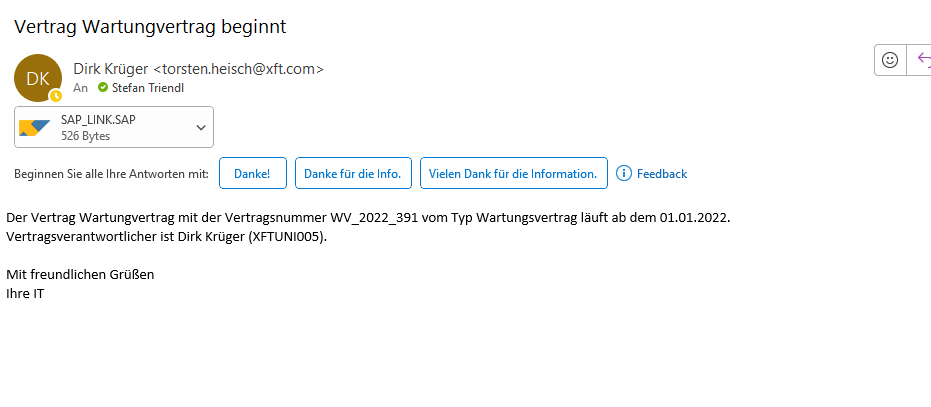 Vertrag Wartungvertrag beginnt
DK
Dirk Krüger <torsten.heisch@xft.com>
An Stefan Triendl
SAP_LINK.SAP
526 Bytes
Beginnen Sie alle Ihre Antworten mit: Danke! Danke für die Info. Vielen Dank für die Information. Feedback
Der Vertrag Wartungvertrag mit der Vertragsnummer WV_2022_391 vom Typ Wartungsvertrag läuft ab dem 01.01.2022.
Vertragsverantwortlicher ist Dirk Krüger (XFTUNI005).
Mit freundlichen Grüßen
Ihre IT